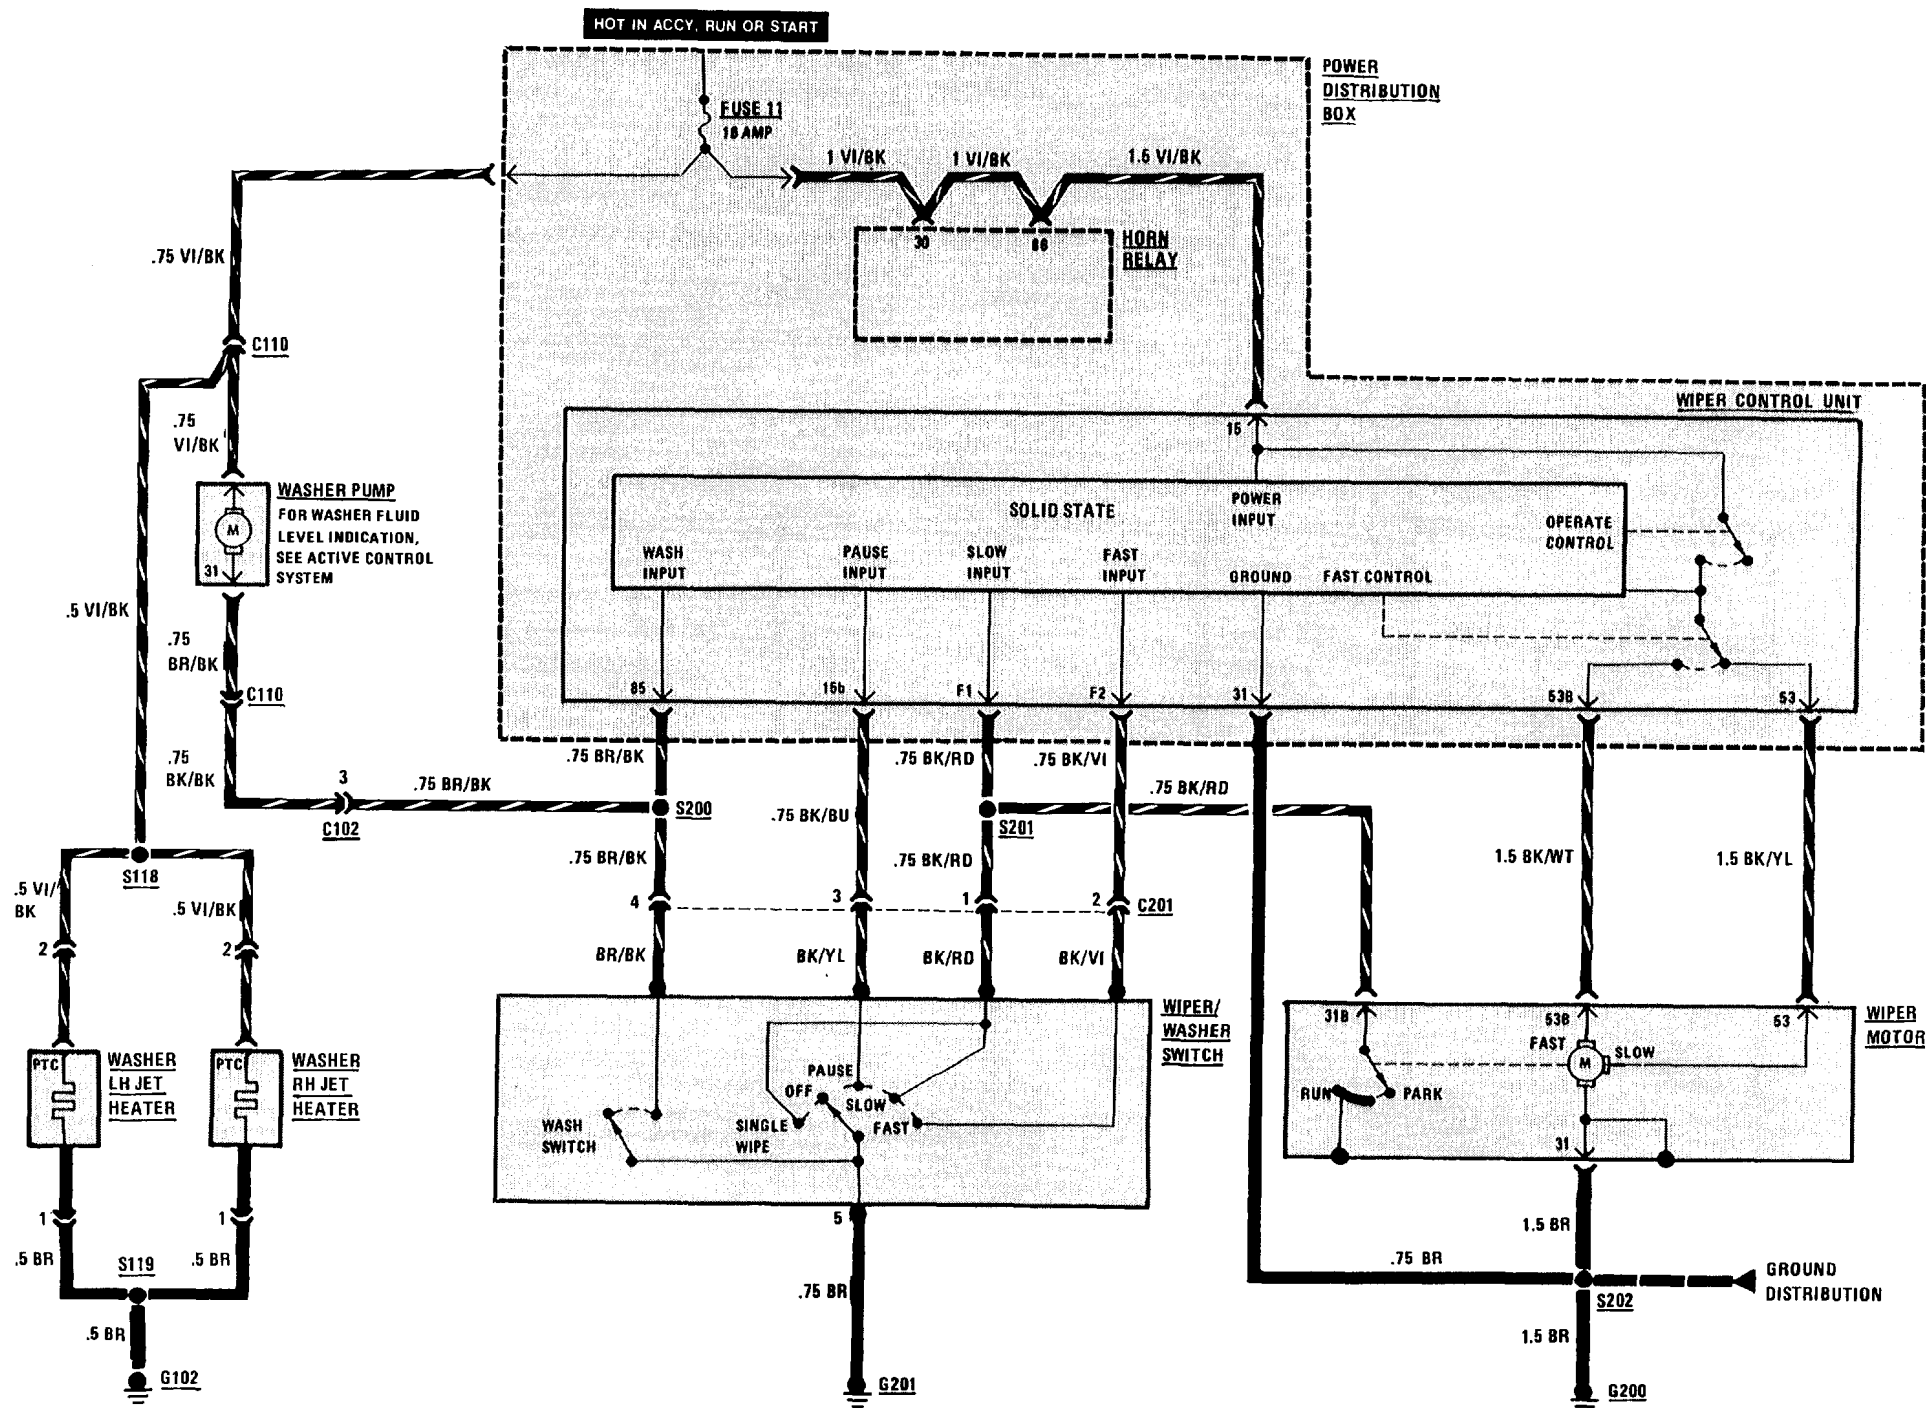 HOT IN ACCY, RUN OR START
POWER
DISTRIBUTION
BOX
FUSE 11
16 AMP
1 VI/BK
1 VI/BK
1.5 VI/BK
30
86
HORN
RELAY
.75 VI/BK
C110
.75
VI/BK
WASHER PUMP
FOR WASHER FLUID
LEVEL INDICATION,
SEE ACTIVE CONTROL
SYSTEM
M
31
.5 VI/BK
.75
BR/BK
C110
.75
BK/BK
3
C102
.75 BR/BK
WIPER CONTROL UNIT
15
SOLID STATE
POWER
INPUT
OPERATE
CONTROL
WASH
INPUT
PAUSE
INPUT
SLOW
INPUT
FAST
INPUT
GROUND
FAST CONTROL
85
15b
F1
F2
31
53B
53
.75 BR/BK
.75 BK/RD
.75 BK/VI
.75 BK/RD
S200
.75 BK/BU
S201
.75 BR/BK
.75 BK/RD
1.5 BK/WT
1.5 BK/YL
4
3
1
2
C201
BR/BK
BK/YL
BK/RD
BK/VI
S118
.5 VI/
BK
.5 VI/BK
2
2
PTC
WASHER
LH JET
HEATER
PTC
WASHER
RH JET
HEATER
1
1
.5 BR
.5 BR
S119
.5 BR
G102
WIPER/
WASHER
SWITCH
PAUSE
OFF
SLOW
SINGLE
WIPE
FAST
WASH
SWITCH
5
.75 BR
G201
31B
53B
53
WIPER
MOTOR
FAST
SLOW
M
RUN
PARK
31
1.5 BR
.75 BR
S202
GROUND
DISTRIBUTION
1.5 BR
G200